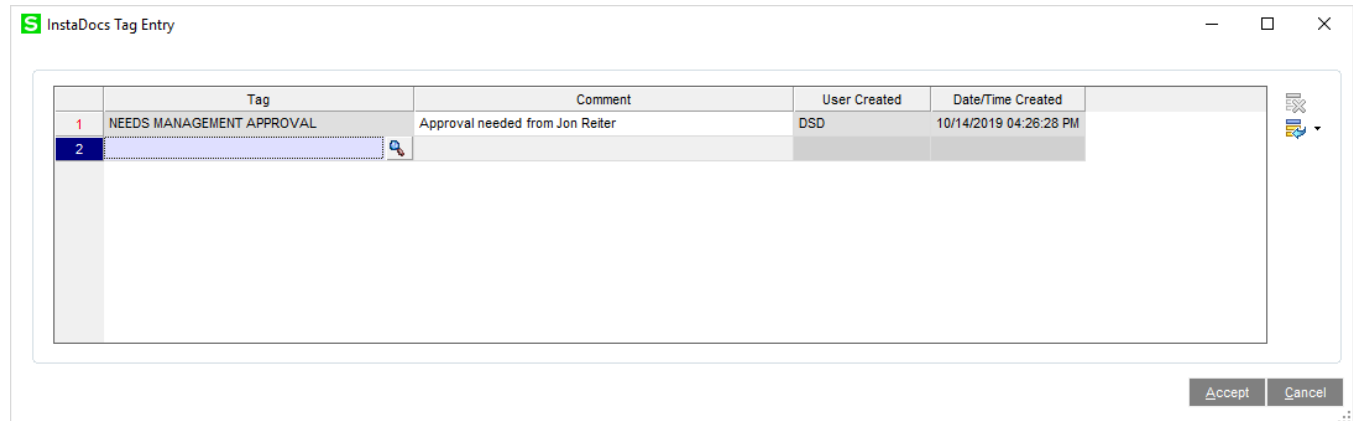 S InstaDocs Tag Entry
Tag Comment User Created Date/Time Created
1 NEEDS MANAGEMENT APPROVAL Approval needed from Jon Reiter DSD 10/14/2019 04:26:28 PM
2
Accept Cancel